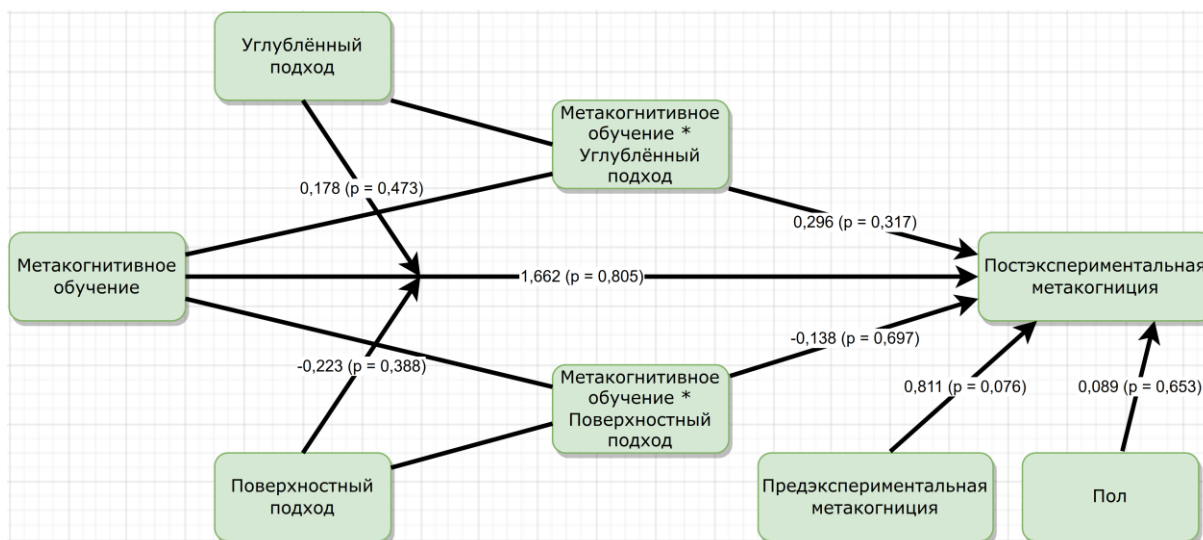 Углублённый
подход
Метакогнитивное
обучение *
Углублённый
подход
0,178 (p = 0,473)
0,296 (p = 0,317)
Метакогнитивное
обучение
1,662 (p = 0,805)
Постэкспериментальная
метакогниция
-0,223 (p = 0,388)
-0,138 (p = 0,697)
Метакогнитивное
обучение *
Поверхностный
подход
0,811 (p = 0,076)
0,089 (p = 0,653)
Поверхностный
подход
Предэкспериментальная
метакогниция
Пол